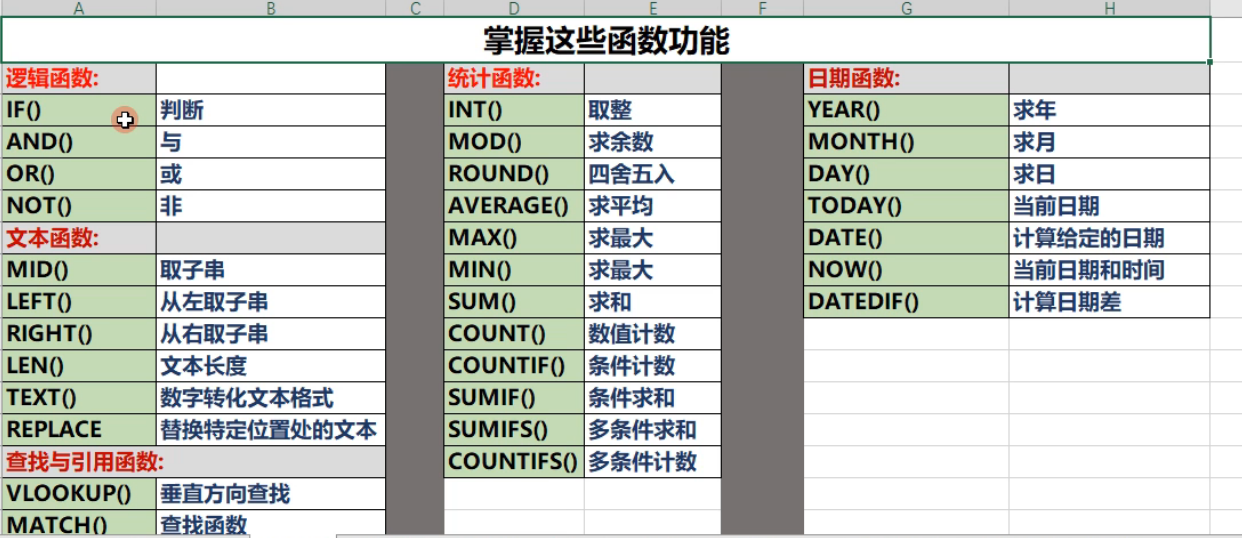 A B C D E F G H
掌握这些函数功能
逻辑函数: 统计函数: 日期函数:
IF() 判断 INT() 取整 YEAR() 求年
AND() 与 MOD() 求余数 MONTH() 求月
OR() 或 ROUND() 四舍五入 DAY() 求日
NOT() 非 AVERAGE() 求平均 TODAY() 当前日期
文本函数: MAX() 求最大 DATE() 计算给定的日期
MID() 取子串 MIN() 求最大 NOW() 当前日期和时间
LEFT() 从左取子串 SUM() 求和 DATEDIF() 计算日期差
RIGHT() 从右取子串 COUNT() 数值计数
LEN() 文本长度 COUNTIF() 条件计数
TEXT() 数字转化文本格式 SUMIF() 条件求和
REPLACE 替换特定位置处的文本 SUMIFS() 多条件求和
查找与引用函数: COUNTIFS() 多条件计数
VLOOKUP() 垂直方向查找
MATCH() 查找函数